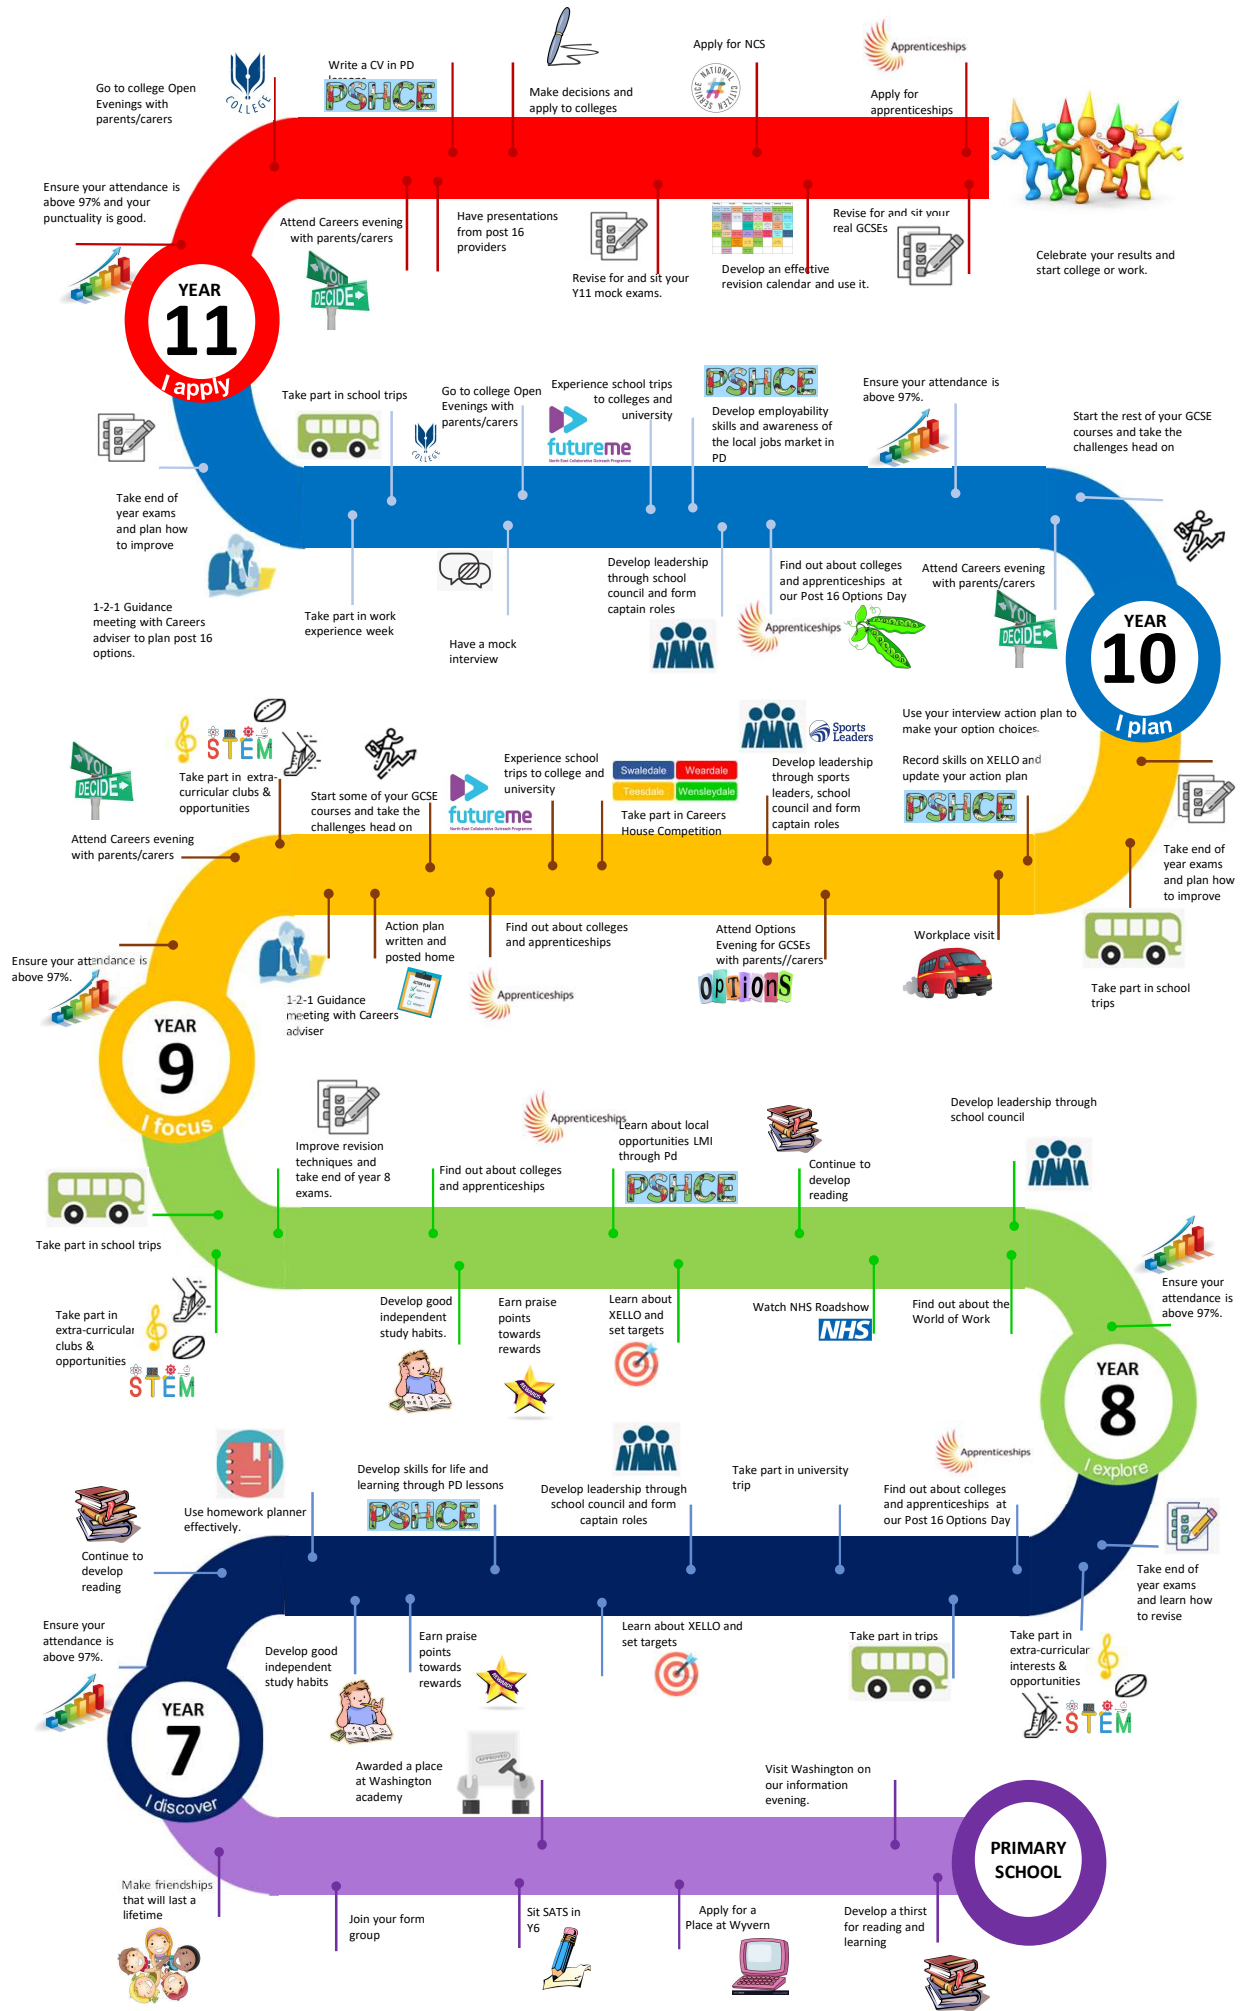 Apply for NCS
Apprenticeships
Write a CV in PD
PSHCE
Go to college Open
Evenings with
parents/carers
COLLEGE
Make decisions and
apply to colleges
NATIONAL CITIZEN SERVICE
Apply for
apprenticeships
Ensure your attendance is
above 97% and your
punctuality is good.
Attend Careers evening
with parents/carers
YOU
DECIDE
Have presentations
from post 16
providers
Revise for and sit your
Y11 mock exams.
Develop an effective
revision calendar and use it.
Revise for and sit your
real GCSEs
Celebrate your results and
start college or work.
YEAR
11
I apply
Take part in school trips
Go to college Open
Evenings with
parents/carers
COLLEGE
Experience school trips
to colleges and
university
futureme
North East Collaborative Outreach Programme
PSHCE
Develop employability
skills and awareness of
the local jobs market in
PD
Ensure your attendance is
above 97%.
Start the rest of your GCSE
courses and take the
challenges head on
Take end of
year exams
and plan how
to improve
1-2-1 Guidance
meeting with Careers
adviser to plan post 16
options.
Take part in work
experience week
Have a mock
interview
Develop leadership
through school
council and form
captain roles
Find out about colleges
and apprenticeships at
our Post 16 Options Day
Apprenticeships
Attend Careers evening
with parents/carers
YOU
DECIDE
YEAR
10
I plan
YOU
DECIDE
Attend Careers evening
with parents/carers
STEM
Take part in extra-
curricular clubs &
opportunities
Start some of your GCSE
courses and take the
challenges head on
futureme
North East Collaborative Outreach Programme
Experience school
trips to college and
university
Swaledale
Weardale
Teesdale
Wensleydale
Take part in Careers
House Competition
Sports
Leaders
Develop leadership
through sports
leaders, school
council and form
captain roles
Use your interview action plan to
make your option choices.
Record skills on XELLO and
update your action plan
PSHCE
Take end of
year exams
and plan how
to improve
Ensure your attendance is
above 97%.
1-2-1 Guidance
meeting with Careers
adviser
Action plan
written and
posted home
ACTION PLAN
Find out about colleges
and apprenticeships
Apprenticeships
Attend Options
Evening for GCSEs
with parents//carers
OPTiOnS
Workplace visit
Take part in school
trips
YEAR
9
I focus
Take part in school trips
Improve revision
techniques and
take end of year 8
exams.
Find out about colleges
and apprenticeships
Apprenticeships
Learn about local
opportunities LMI
through Pd
PSHCE
Continue to
develop
reading
Develop leadership through
school council
Ensure your
attendance is
above 97%.
Take part in
extra-curricular
clubs &
opportunities
STEM
Develop good
independent
study habits.
Earn praise
points
towards
rewards
REWARDS
Learn about
XELLO and
set targets
Watch NHS Roadshow
NHS
Find out about the
World of Work
YEAR
8
I explore
Continue to
develop
reading
Use homework planner
effectively.
Develop skills for life and
learning through PD lessons
PSHCE
Develop leadership through
school council and form
captain roles
Take part in university
trip
Apprenticeships
Find out about colleges
and apprenticeships at
our Post 16 Options Day
Take end of
year exams
and learn how
to revise
Ensure your
attendance is
above 97%.
Develop good
independent
study habits
Earn praise
points
towards
rewards
REWARDS
Learn about XELLO and
set targets
Take part in trips
Take part in
extra-curricular
interests &
opportunities
STEM
YEAR
7
I discover
Awarded a place
at Washington
academy
APPROVED
Visit Washington on
our information
evening.
PRIMARY
SCHOOL
Make friendships
that will last a
lifetime
Join your form
group
Sit SATS in
Y6
Apply for a
Place at Wyvern
Develop a thirst
for reading and
learning